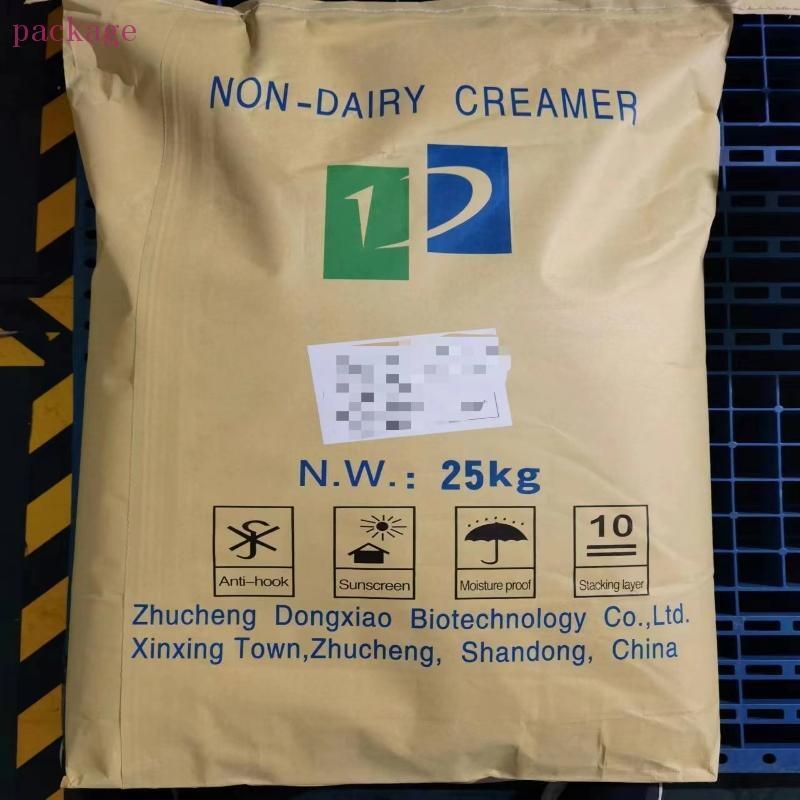 package
NON-DAIRY CREAMER
N.W.: 25kg
10
Anti-hook
Sunscreen
Moisture proof
Stacking layer
Zhucheng Dongxiao Biotechnology Co.,Ltd.
Xinxing Town,Zhucheng, Shandong, China